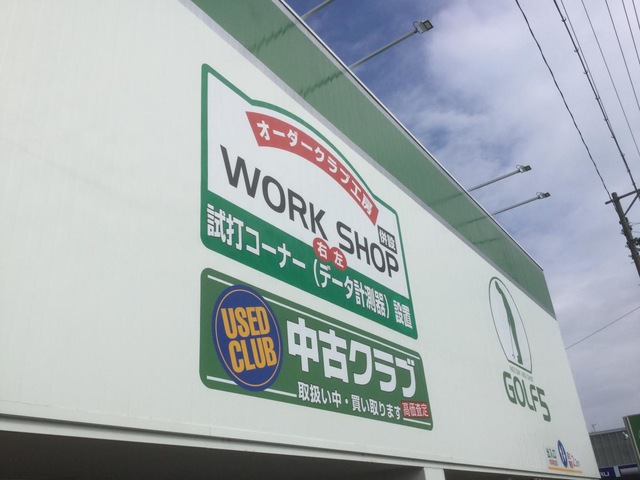 オーダークラブ工房
WORK SHOP
併設
右 左
試打コーナー(データ計測器)設置
USED
CLUB
中古クラブ
取扱い中・買い取ります 高価査定
GOLF5